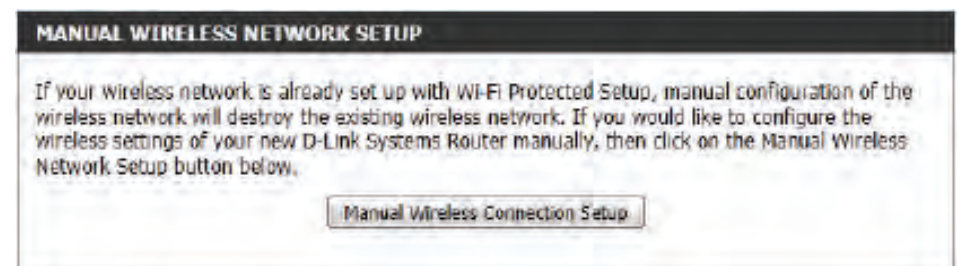 MANUAL WIRELESS NETWORK SETUP
If your wireless network is already set up with Wi-Fi Protected Setup, manual configuration of the
wireless network will destroy the existing wireless network. If you would like to configure the
wireless settings of your new D-Link Systems Router manually, then click on the Manual Wireless
Network Setup button below.
Manual Wireless Connection Setup